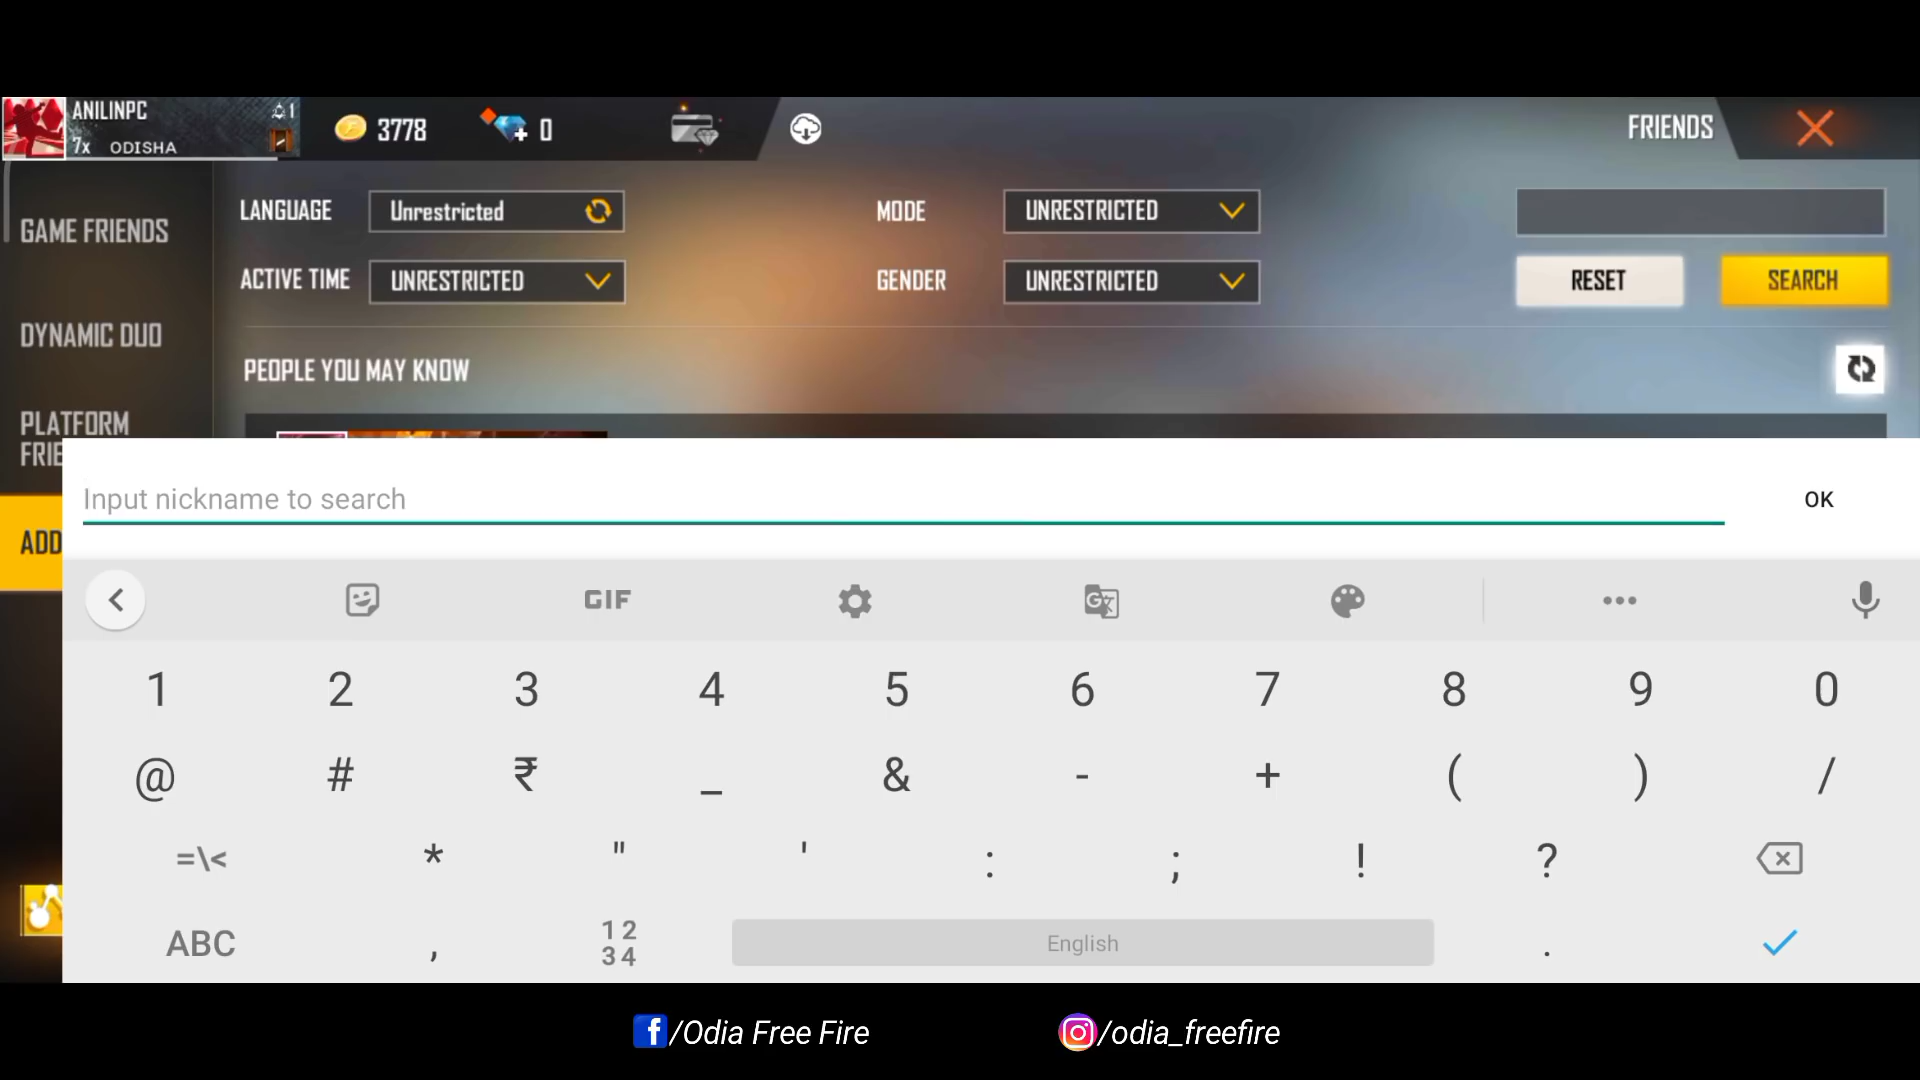 ANILINPC
1
7x ODISHA
3778
0
FRIENDS
GAME FRIENDS
DYNAMIC DUO
PLATFORM
FRIE
ADD
LANGUAGE Unrestricted
MODE UNRESTRICTED
ACTIVE TIME UNRESTRICTED
GENDER UNRESTRICTED
RESET SEARCH
PEOPLE YOU MAY KNOW
Input nickname to search OK
GIF
1 2 3 4 5 6 7 8 9 0
@ # ₹ _ & - + ( ) /
=\< * " ' : ; ! ?
ABC , 12 34 English .
f/Odia Free Fire /odia_freefire